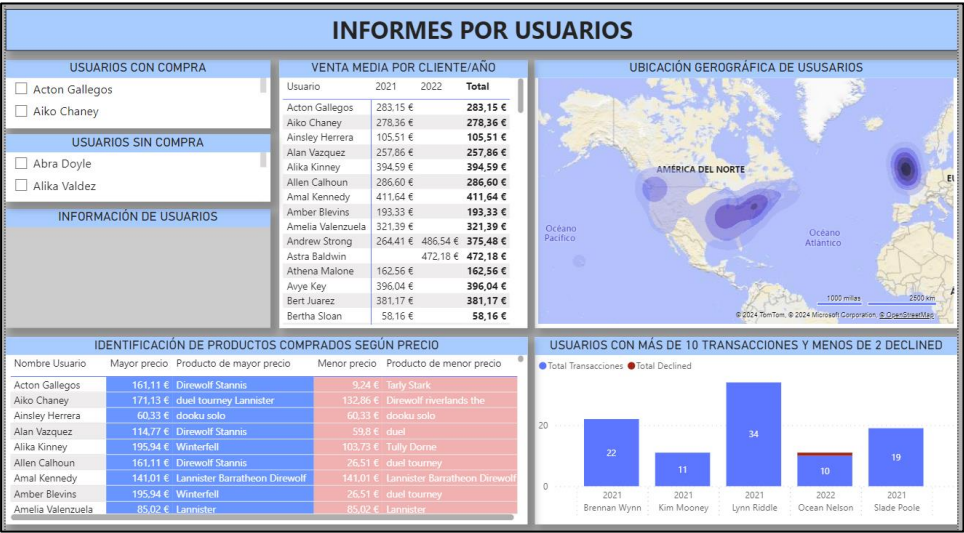 INFORMES POR USUARIOS
USUARIOS CON COMPRA
Acton Gallegos
Aiko Chaney
USUARIOS SIN COMPRA
Abra Doyle
Alika Valdez
INFORMACIÓN DE USUARIOS
VENTA MEDIA POR CLIENTE/AÑO
Usuario 2021 2022 Total
Acton Gallegos 283,15 € 283,15 €
Aiko Chaney 278,36 € 278,36 €
Ainsley Herrera 105,51 € 105,51 €
Alan Vazquez 257,86 € 257,86 €
Alika Kinney 394,59 € 394,59 €
Allen Calhoun 286,60 € 286,60 €
Amal Kennedy 411,64 € 411,64 €
Amber Blevins 193,33 € 193,33 €
Amelia Valenzuela 321,39 € 321,39 €
Andrew Strong 264,41 € 486,54 € 375,48 €
Astra Baldwin 472,18 € 472,18 €
Athena Malone 162,56 € 162,56 €
Avye Key 396,04 € 396,04 €
Bert Juarez 381,17 € 381,17 €
Bertha Sloan 58,16 € 58,16 €
UBICACIÓN GEROGRÁFICA DE USUSARIOS
AMÉRICA DEL NORTE
EU
Océano
Pacífico
Océano
Atlántico
1000 millas 2500 km
© 2024 TomTom, © 2024 Microsoft Corporation, © OpenStreetMap
IDENTIFICACIÓN DE PRODUCTOS COMPRADOS SEGÚN PRECIO
Nombre Usuario Mayor precio Producto de mayor precio Menor precio Producto de menor precio
Acton Gallegos 161,11 € Direwolf Stannis 9,24 € Tarly Stark
Aiko Chaney 171,13 € duel tourney Lannister 132,86 € Direwolf riverlands the
Ainsley Herrera 60,33 € dooku solo 60,33 € dooku solo
Alan Vazquez 114,77 € Direwolf Stannis 59,8 € duel
Alika Kinney 195,94 € Winterfell 103,73 € Tully Dorne
Allen Calhoun 161,11 € Direwolf Stannis 26,51 € duel tourney
Amal Kennedy 141,01 € Lannister Barratheon Direwolf 141,01 € Lannister Barratheon Direwolf
Amber Blevins 195,94 € Winterfell 26,51 € duel tourney
Amelia Valenzuela 85,02 € Lannister 85,02 € Lannister
USUARIOS CON MÁS DE 10 TRANSACCIONES Y MENOS DE 2 DECLINED
Total Transacciones Total Declined
20
0
22 11 34 10 19
2021 2021 2021 2022 2021
Brennan Wynn Kim Mooney Lynn Riddle Ocean Nelson Slade Poole